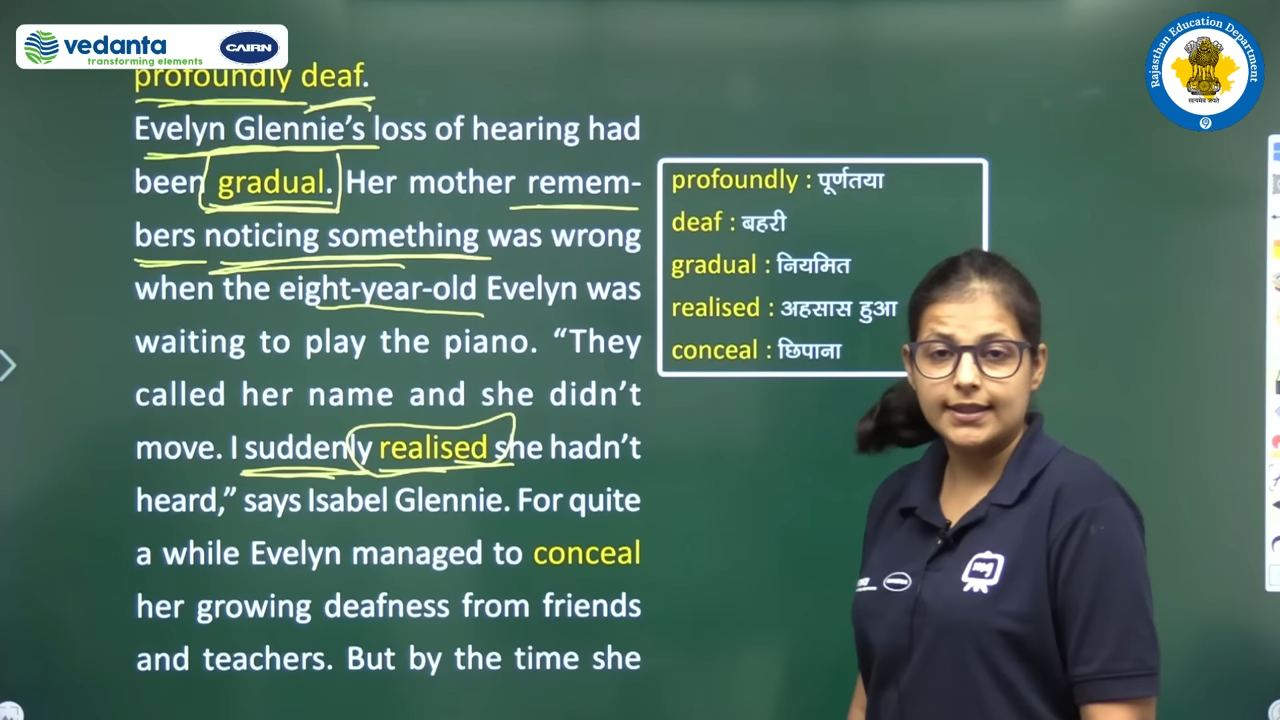 vedanta
transforming elements
CAIRN
Rajasthan Education Department
सत्यमेव जयते
profoundly deaf.
Evelyn Glennie’s loss of hearing had
been gradual. Her mother remem-
bers noticing something was wrong
when the eight-year-old Evelyn was
waiting to play the piano. “They
called her name and she didn’t
move. I suddenly realised she hadn’t
heard,” says Isabel Glennie. For quite
a while Evelyn managed to conceal
her growing deafness from friends
and teachers. But by the time she
profoundly : पूर्णतया
deaf : बहरी
gradual : नियमित
realised : अहसास हुआ
conceal : छिपाना